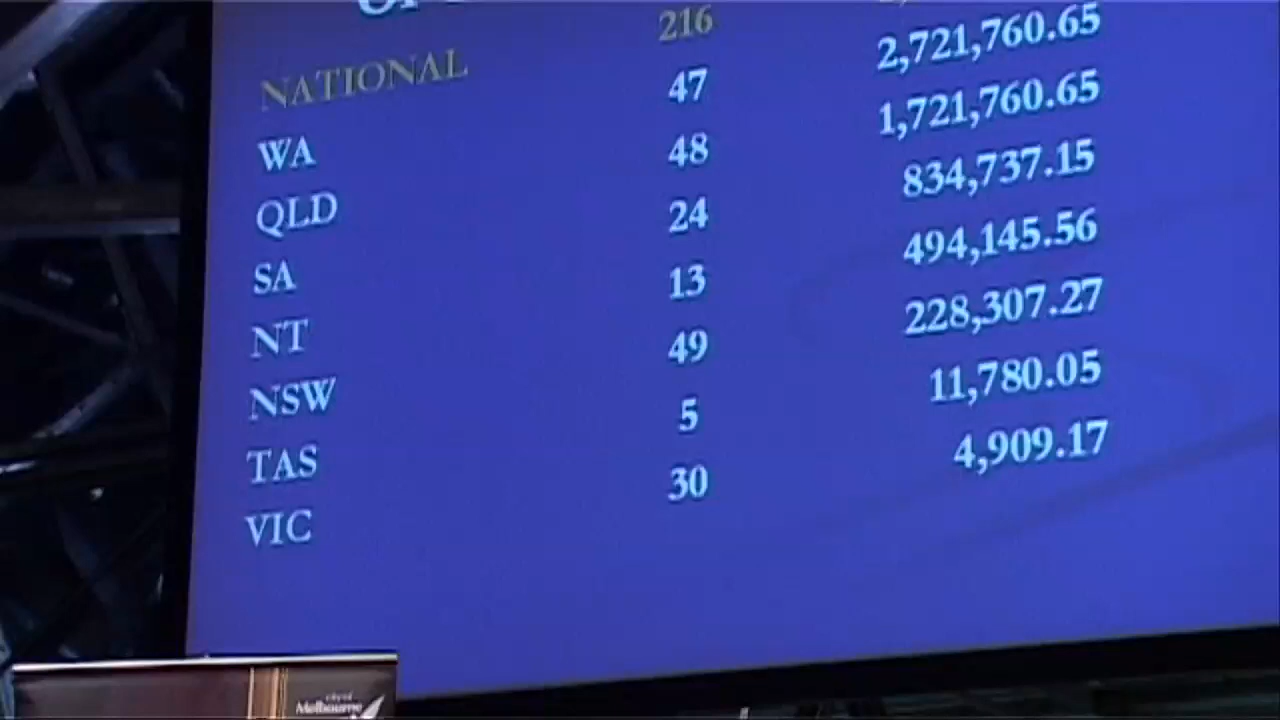 NATIONAL 216
WA 47 2,721,760.65
QLD 48 1,721,760.65
SA 24 834,737.15
NT 13 494,145.56
NSW 49 228,307.27
TAS 5 11,780.05
VIC 30 4,909.17
city of
Melbourne